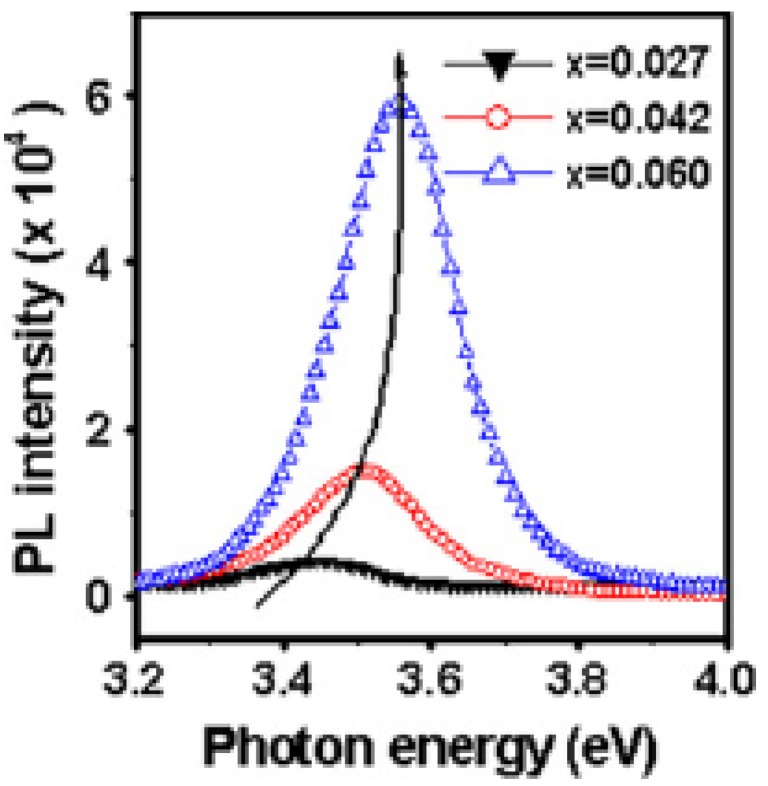 PL intensity (x 10⁴)
6
4
2
0
x=0.027
x=0.042
x=0.060
3.2 3.4 3.6 3.8 4.0
Photon energy (eV)